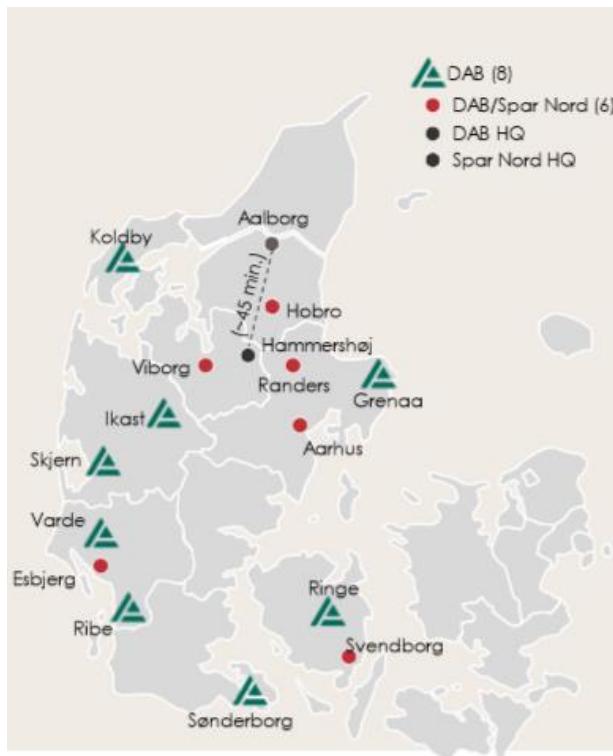 DAB (8)
DAB/Spar Nord (6)
DAB HQ
Spar Nord HQ
Aalborg
Koldby
(~45 min.)
Hobro
Hammershøj
Viborg
Randers
Grenaa
Ikast
Aarhus
Skjern
Varde
Esbjerg
Ringe
Ribe
Svendborg
Sønderborg